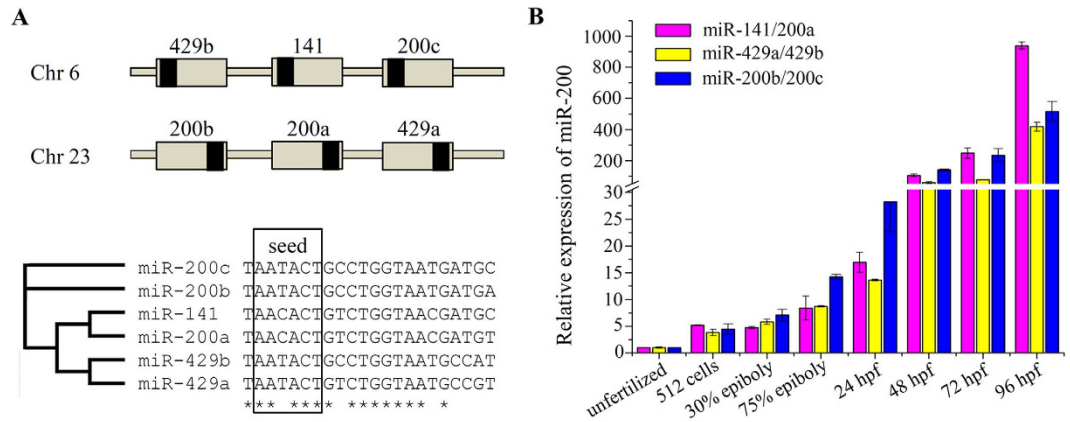 A
429b 141 200c
Chr 6
200b 200a 429a
Chr 23
seed
miR-200c TAATACTGCCTGGTAATGATGC
miR-200b TAATACTGCCTGGTAATGATGA
miR-141 TAACACTGTCTGGTAACGATGC
miR-200a TAACACTGTCTGGTAACGATGT
miR-429b TAATACTGCCTGGTAATGCCAT
miR-429a TAATACTGTCTGGTAATGCCGT
*** **** ******* *
B
Relative expression of miR-200
miR-141/200a
miR-429a/429b
miR-200b/200c
1000
800
600
400
200
30
25
20
15
10
5
0
unfertilized
512 cells
30% epiboly
75% epiboly
24 hpf
48 hpf
72 hpf
96 hpf